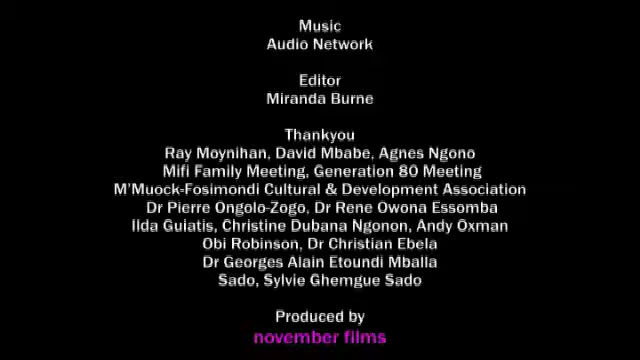 Music
Audio Network
Editor
Miranda Burne
Thankyou
Ray Moynihan, David Mbabe, Agnes Ngono
Mifi Family Meeting, Generation 80 Meeting
M'Muock-Fosimondi Cultural & Development Association
Dr Pierre Ongolo-Zogo, Dr Rene Owona Essomba
Ilda Guiatis, Christine Dubana Ngonon, Andy Oxman
Obi Robinson, Dr Christian Ebela
Dr Georges Alain Etoundi Mballa
Sado, Sylvie Ghemgue Sado
Produced by
november films